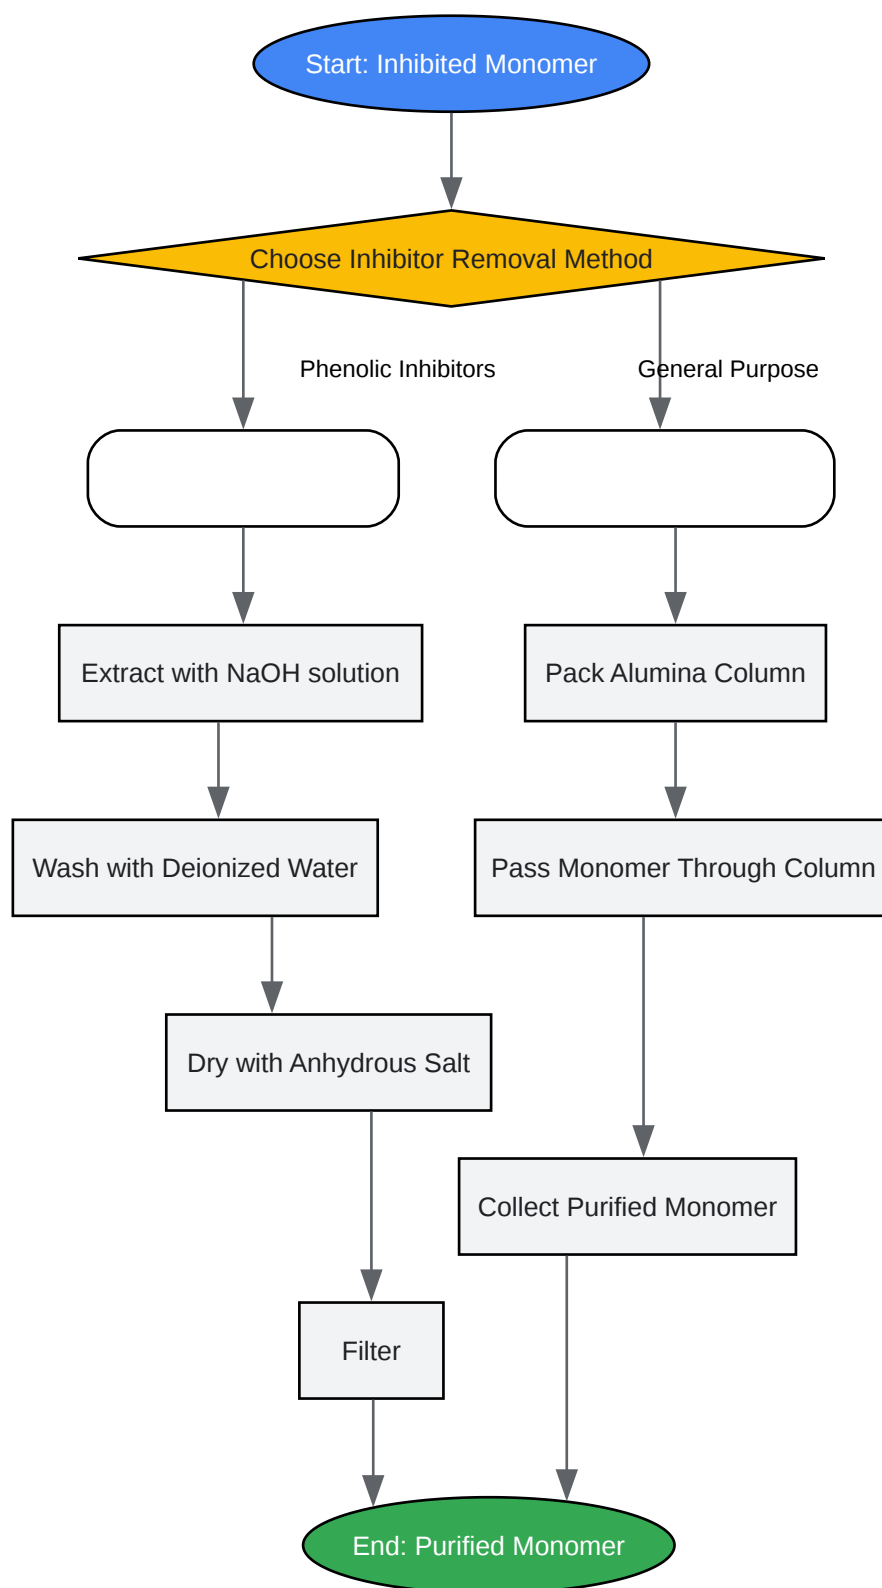 Start: Inhibited Monomer
Choose Inhibitor Removal Method
Phenolic Inhibitors
General Purpose
Extract with NaOH solution
Pack Alumina Column
Wash with Deionized Water
Pass Monomer Through Column
Dry with Anhydrous Salt
Collect Purified Monomer
Filter
End: Purified Monomer